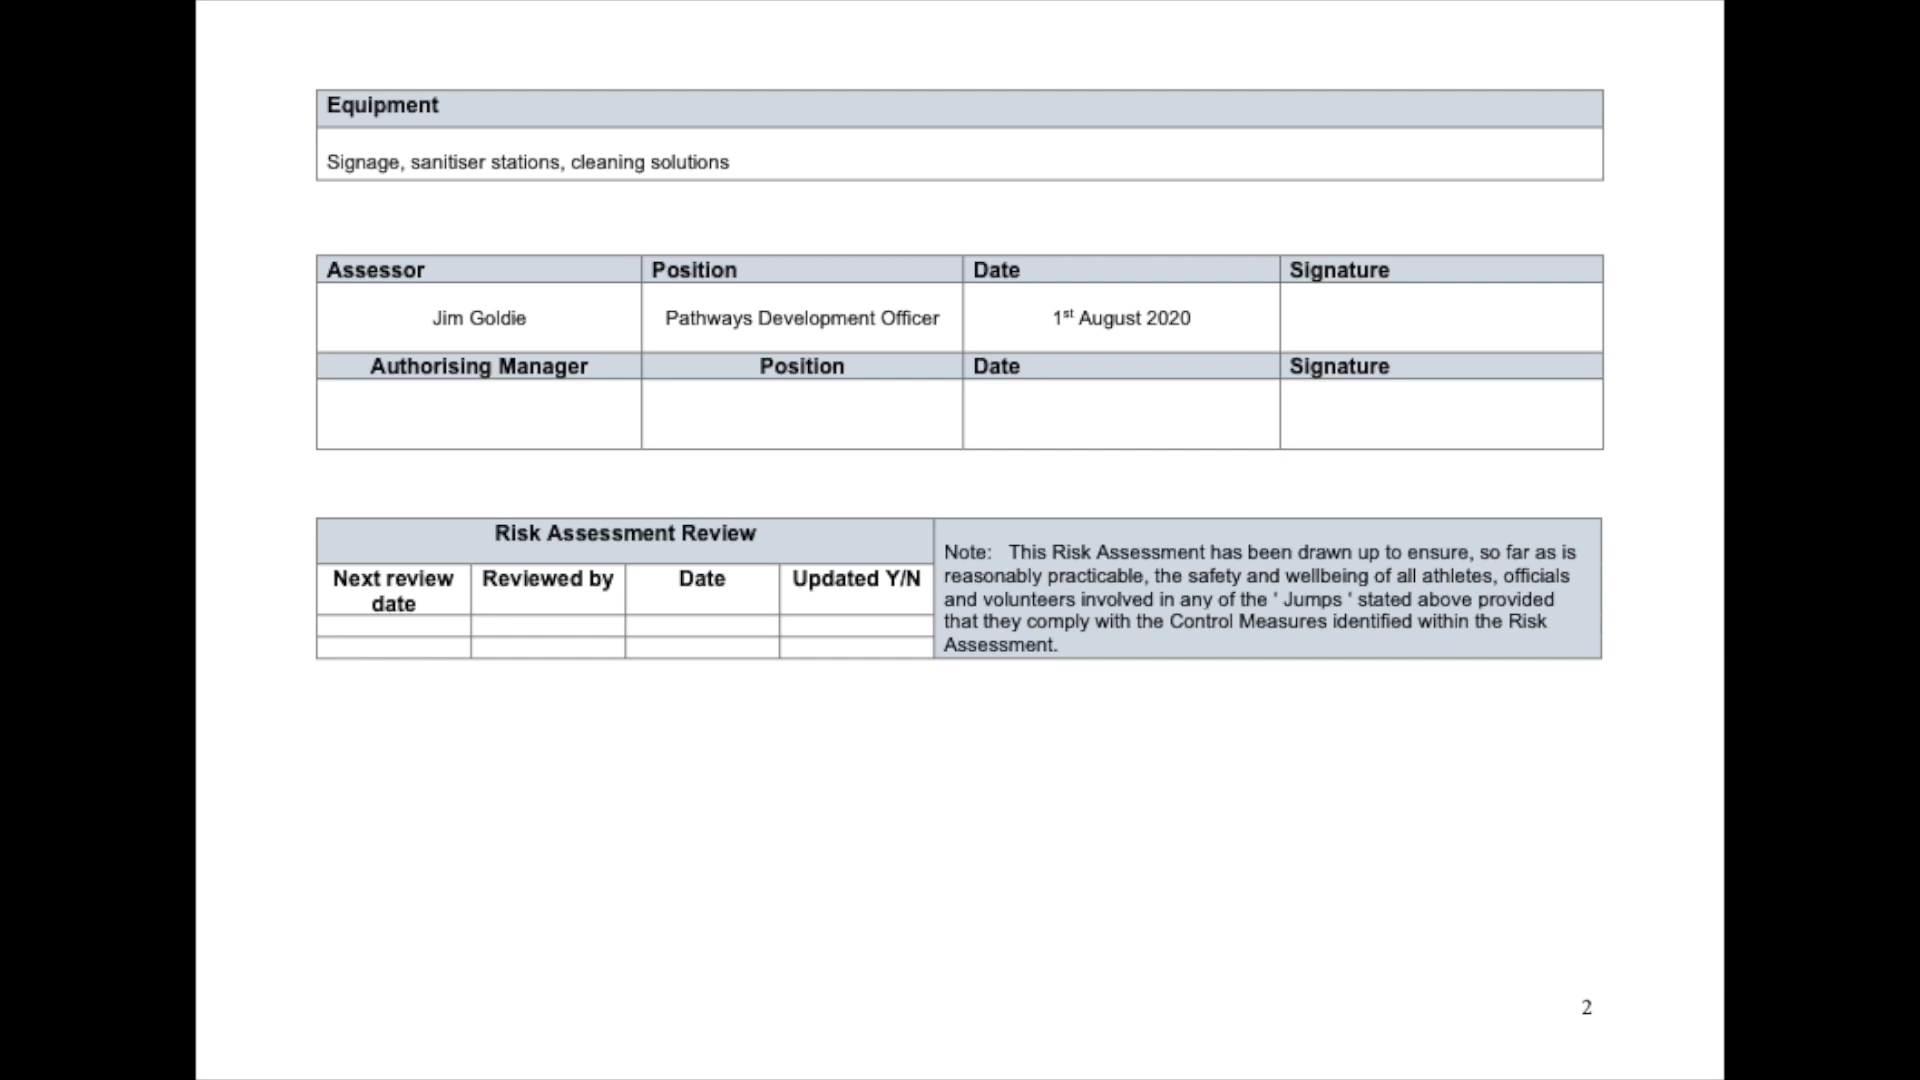 Equipment
Signage, sanitiser stations, cleaning solutions
Assessor Position Date Signature
Jim Goldie Pathways Development Officer 1st August 2020
Authorising Manager Position Date Signature
Risk Assessment Review
Next review date Reviewed by Date Updated Y/N
Note: This Risk Assessment has been drawn up to ensure, so far as is
reasonably practicable, the safety and wellbeing of all athletes, officials
and volunteers involved in any of the ' Jumps ' stated above provided
that they comply with the Control Measures identified within the Risk
Assessment.
2